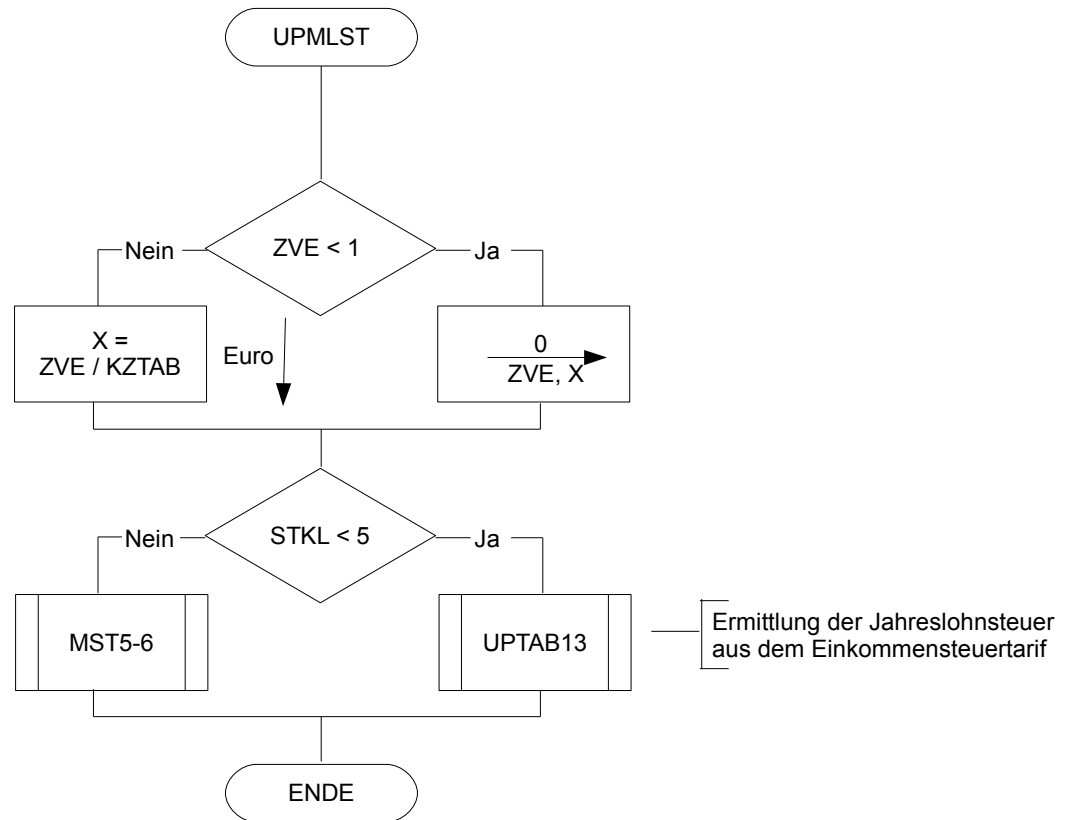 UPMLST
ZVE < 1
Nein
Ja
X =
ZVE / KZTAB
Euro
0
ZVE, X
STKL < 5
Nein
Ja
MST5-6
UPTAB13
Ermittlung der Jahreslohnsteuer
aus dem Einkommensteuertarif
ENDE